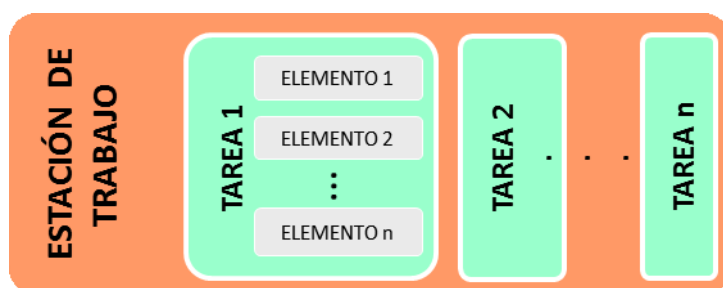 ESTACIÓN DE
TRABAJO
TAREA 1
ELEMENTO 1
ELEMENTO 2
⋮
ELEMENTO n
TAREA 2
. . .
TAREA n